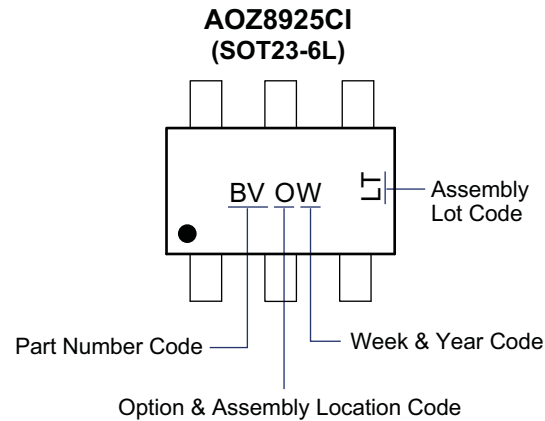 AOZ8925CI
(SOT23-6L)
BV OW
LT
Assembly
Lot Code
Part Number Code
Week & Year Code
Option & Assembly Location Code